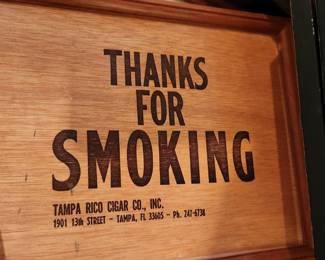 THANKS
FOR
SMOKING
TAMPA RICO CIGAR CO., INC.
1901 13th STREET - TAMPA, FL 33605 - Ph. 247-6738